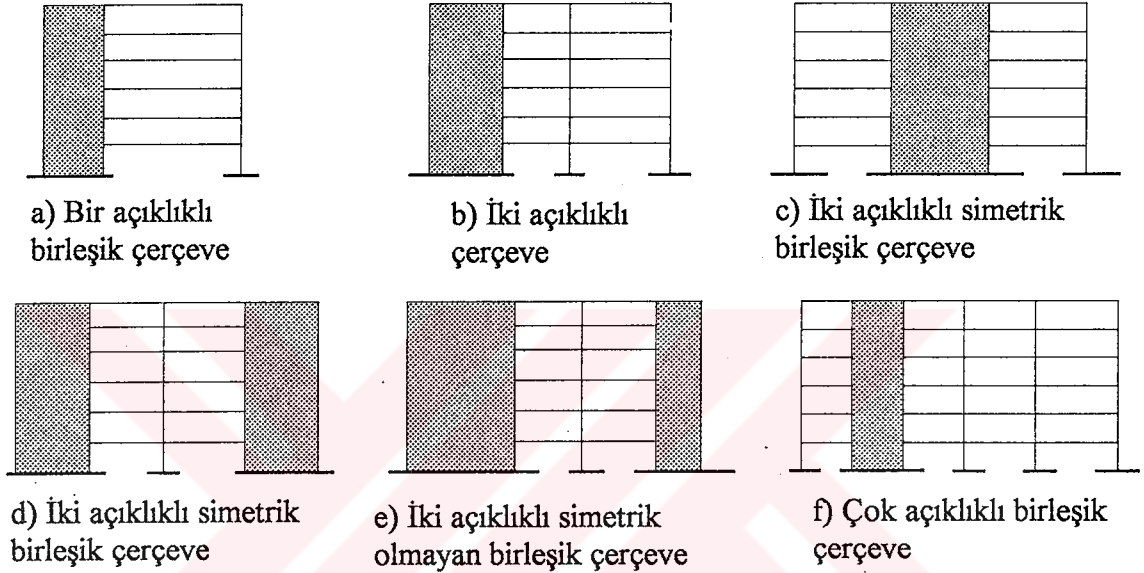 a) Bir açıklıklı
birleşik çerçeve
b) İki açıklıklı
çerçeve
c) İki açıklıklı simetrik
birleşik çerçeve
d) İki açıklıklı simetrik
birleşik çerçeve
e) İki açıklıklı simetrik
olmayan birleşik çerçeve
f) Çok açıklıklı birleşik
çerçeve